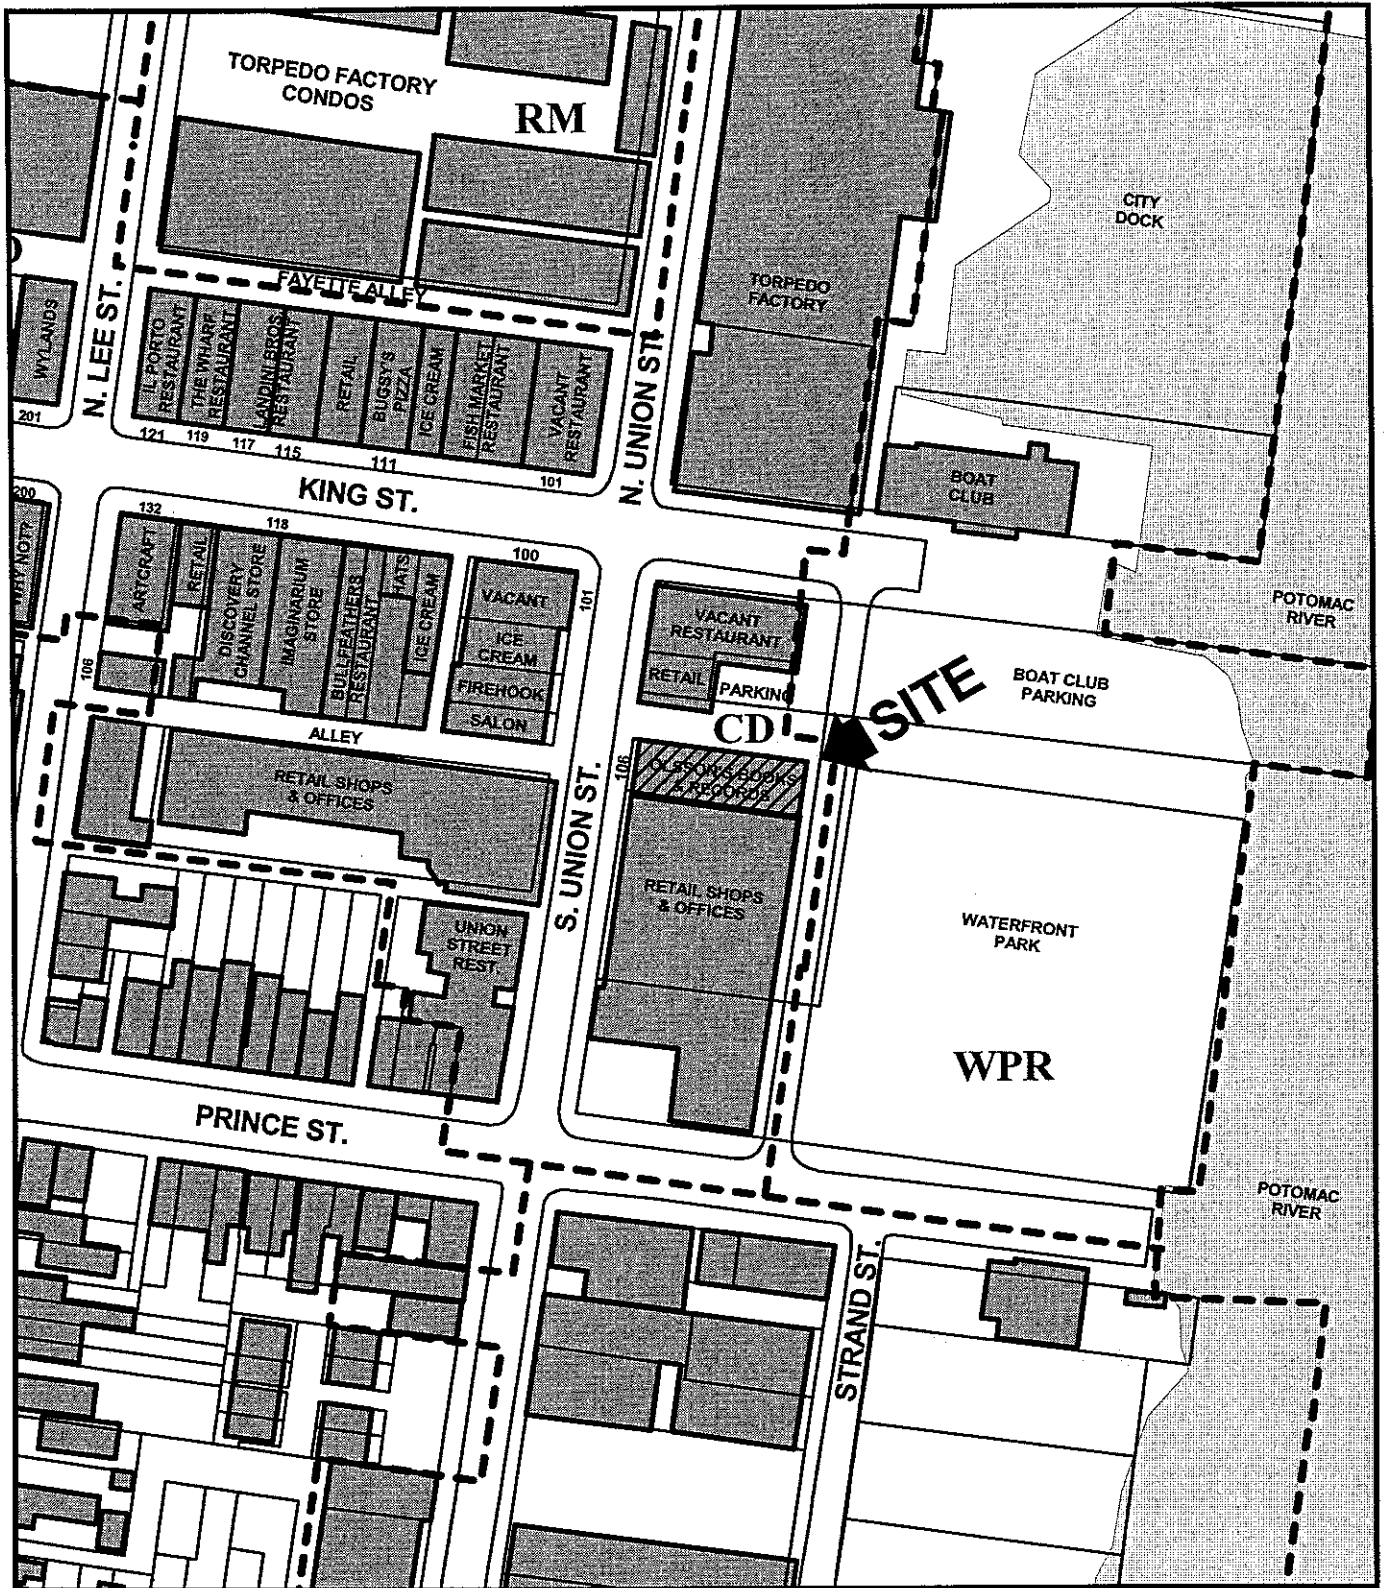 TORPEDO FACTORY
CONDOS
RM
CITY
DOCK
TORPEDO
FACTORY
FAYETTE ALLEY
N. LEE ST.
N. UNION ST.
WYLANDS
IL PORTO
RESTAURANT
THE WHARF
RESTAURANT
LANDINI BROS.
RESTAURANT
RETAIL
BUGSY'S
PIZZA
ICE CREAM
FISH MARKET
RESTAURANT
VACANT
RESTAURANT
201
121
119
117
115
111
101
KING ST.
BOAT
CLUB
200
WHY NOT?
132
118
100
101
ARTCRAFT
RETAIL
DISCOVERY
CHANNEL STORE
IMAGINARIUM
STORE
BULLFEATHERS
RESTAURANT
HATS
ICE CREAM
VACANT
ICE
CREAM
FIREHOOK
SALON
VACANT
RESTAURANT
RETAIL
PARKING
POTOMAC
RIVER
BOAT CLUB
PARKING
SITE
CD
106
ALLEY
106
OLSSON'S BOOKS
& RECORDS
RETAIL SHOPS
& OFFICES
S. UNION ST.
RETAIL SHOPS
& OFFICES
WATERFRONT
PARK
UNION
STREET
REST.
WPR
PRINCE ST.
POTOMAC
RIVER
STRAND ST.